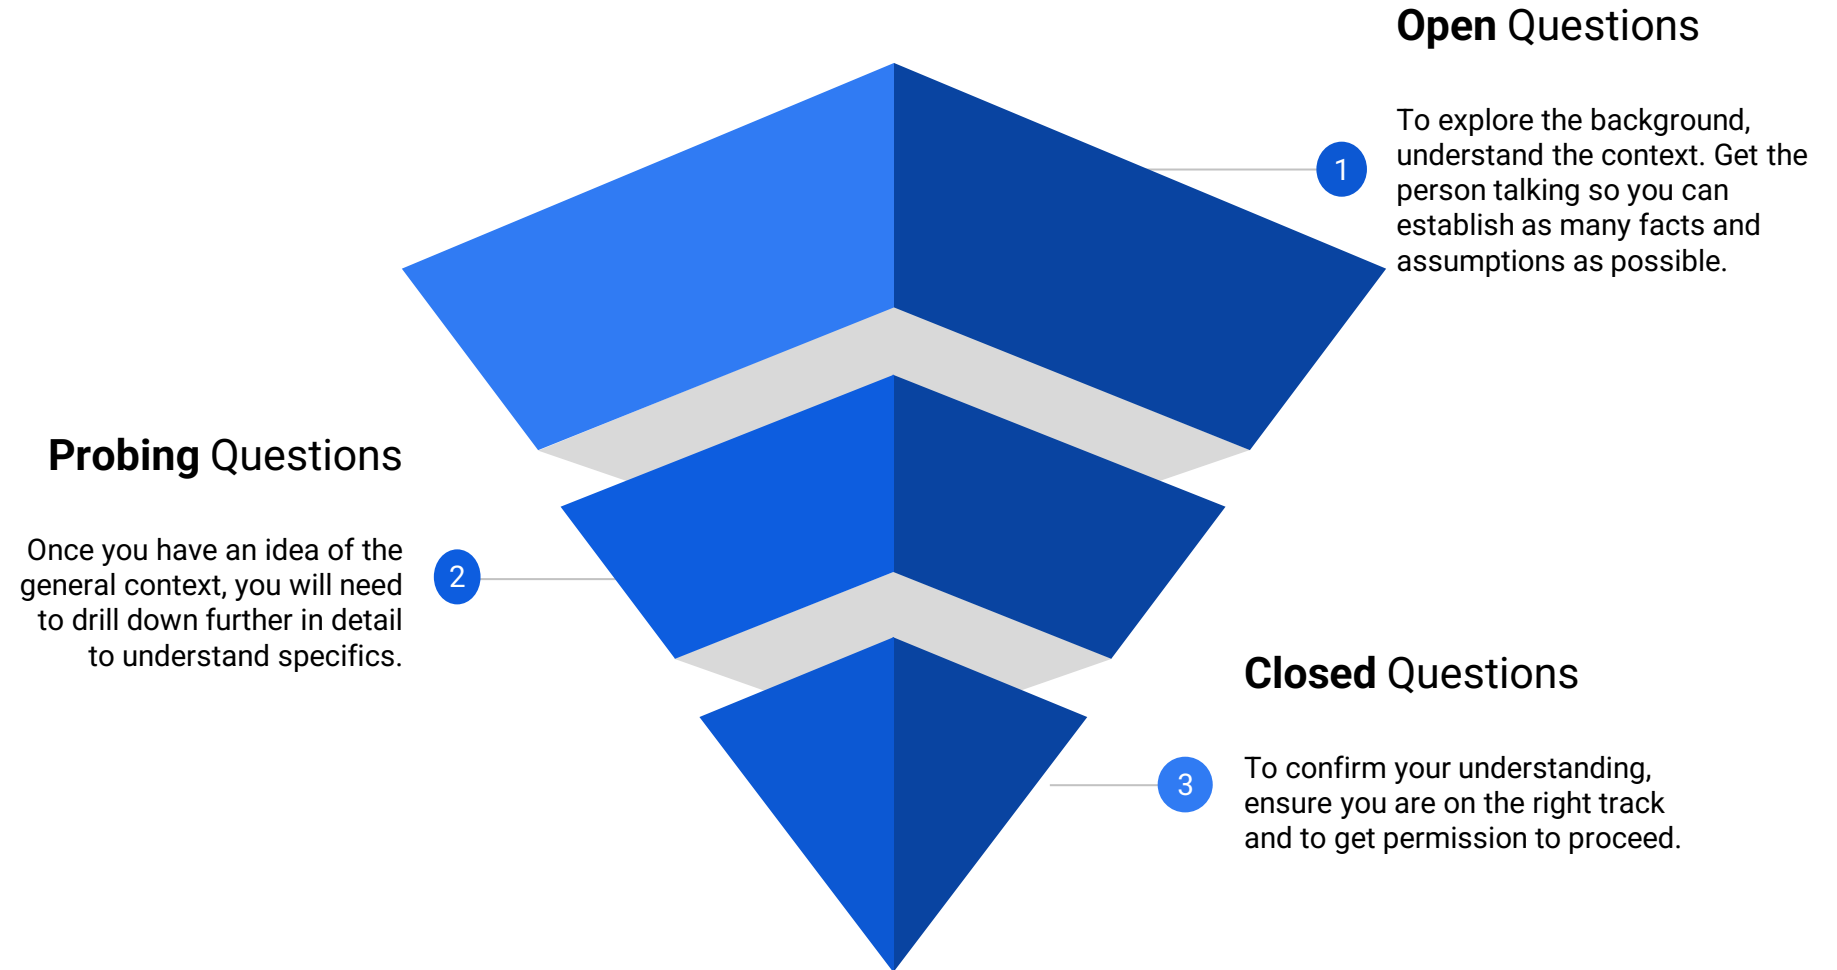 Open Questions
1
To explore the background,
understand the context. Get the
person talking so you can
establish as many facts and
assumptions as possible.
Probing Questions
2
Once you have an idea of the
general context, you will need
to drill down further in detail
to understand specifics.
Closed Questions
3
To confirm your understanding,
ensure you are on the right track
and to get permission to proceed.